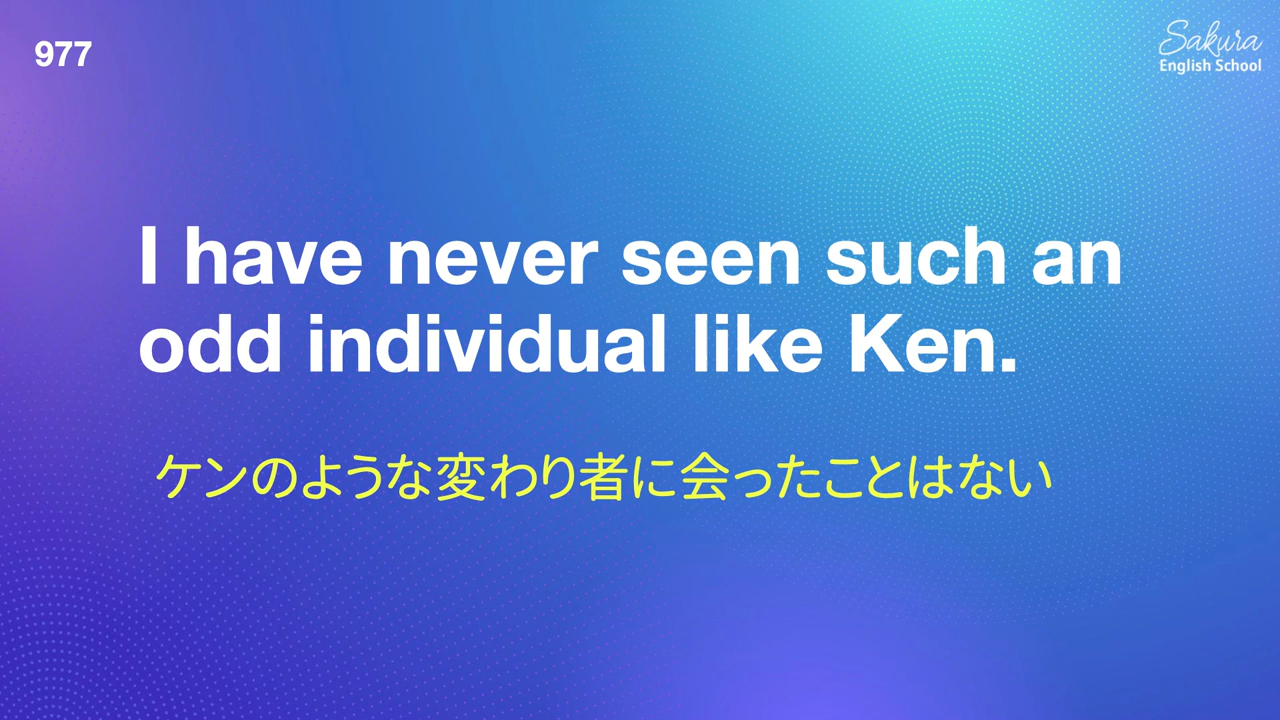 977
Sakura
English School
I have never seen such an
odd individual like Ken.
ケンのような変わり者に会ったことはない